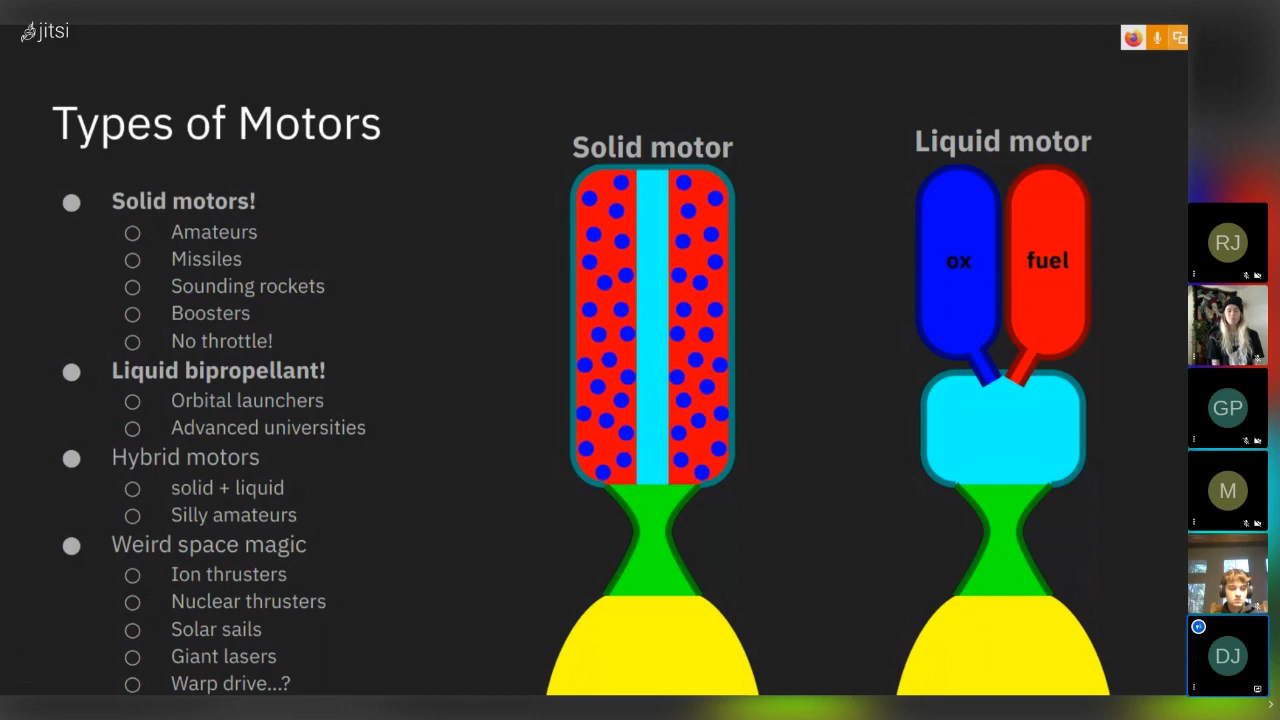 jitsi
Types of Motors
Solid motors!
Amateurs
Missiles
Sounding rockets
Boosters
No throttle!
Liquid bipropellant!
Orbital launchers
Advanced universities
Hybrid motors
solid + liquid
Silly amateurs
Weird space magic
Ion thrusters
Nuclear thrusters
Solar sails
Giant lasers
Warp drive...?
Solid motor
Liquid motor
ox
fuel
RJ
GP
M
DJ